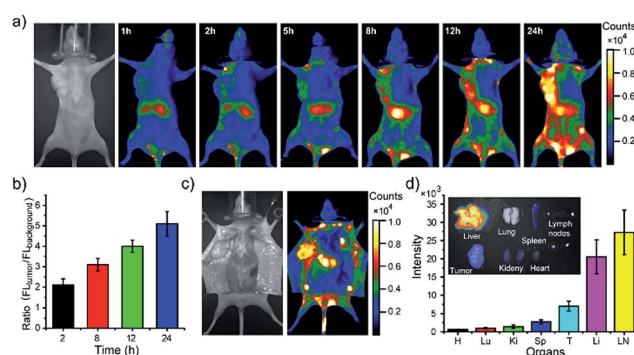 a)
1h
2h
5h
8h
12h
24h
Counts
×10⁴
1.0
0.8
0.6
0.4
0.2
b)
Ratio (FLtumor/FLbackground)
6
5
4
3
2
1
0
2
8
12
24
Time (h)
c)
Counts
×10⁴
1.0
0.8
0.6
0.4
0.2
d)
×10³
Intensity
35
30
25
20
15
10
5
0
Liver
Lung
Spleen
Lymph
nodes
Tumor
Kideny
Heart
H
Lu
Ki
Sp
T
Li
LN
Organs